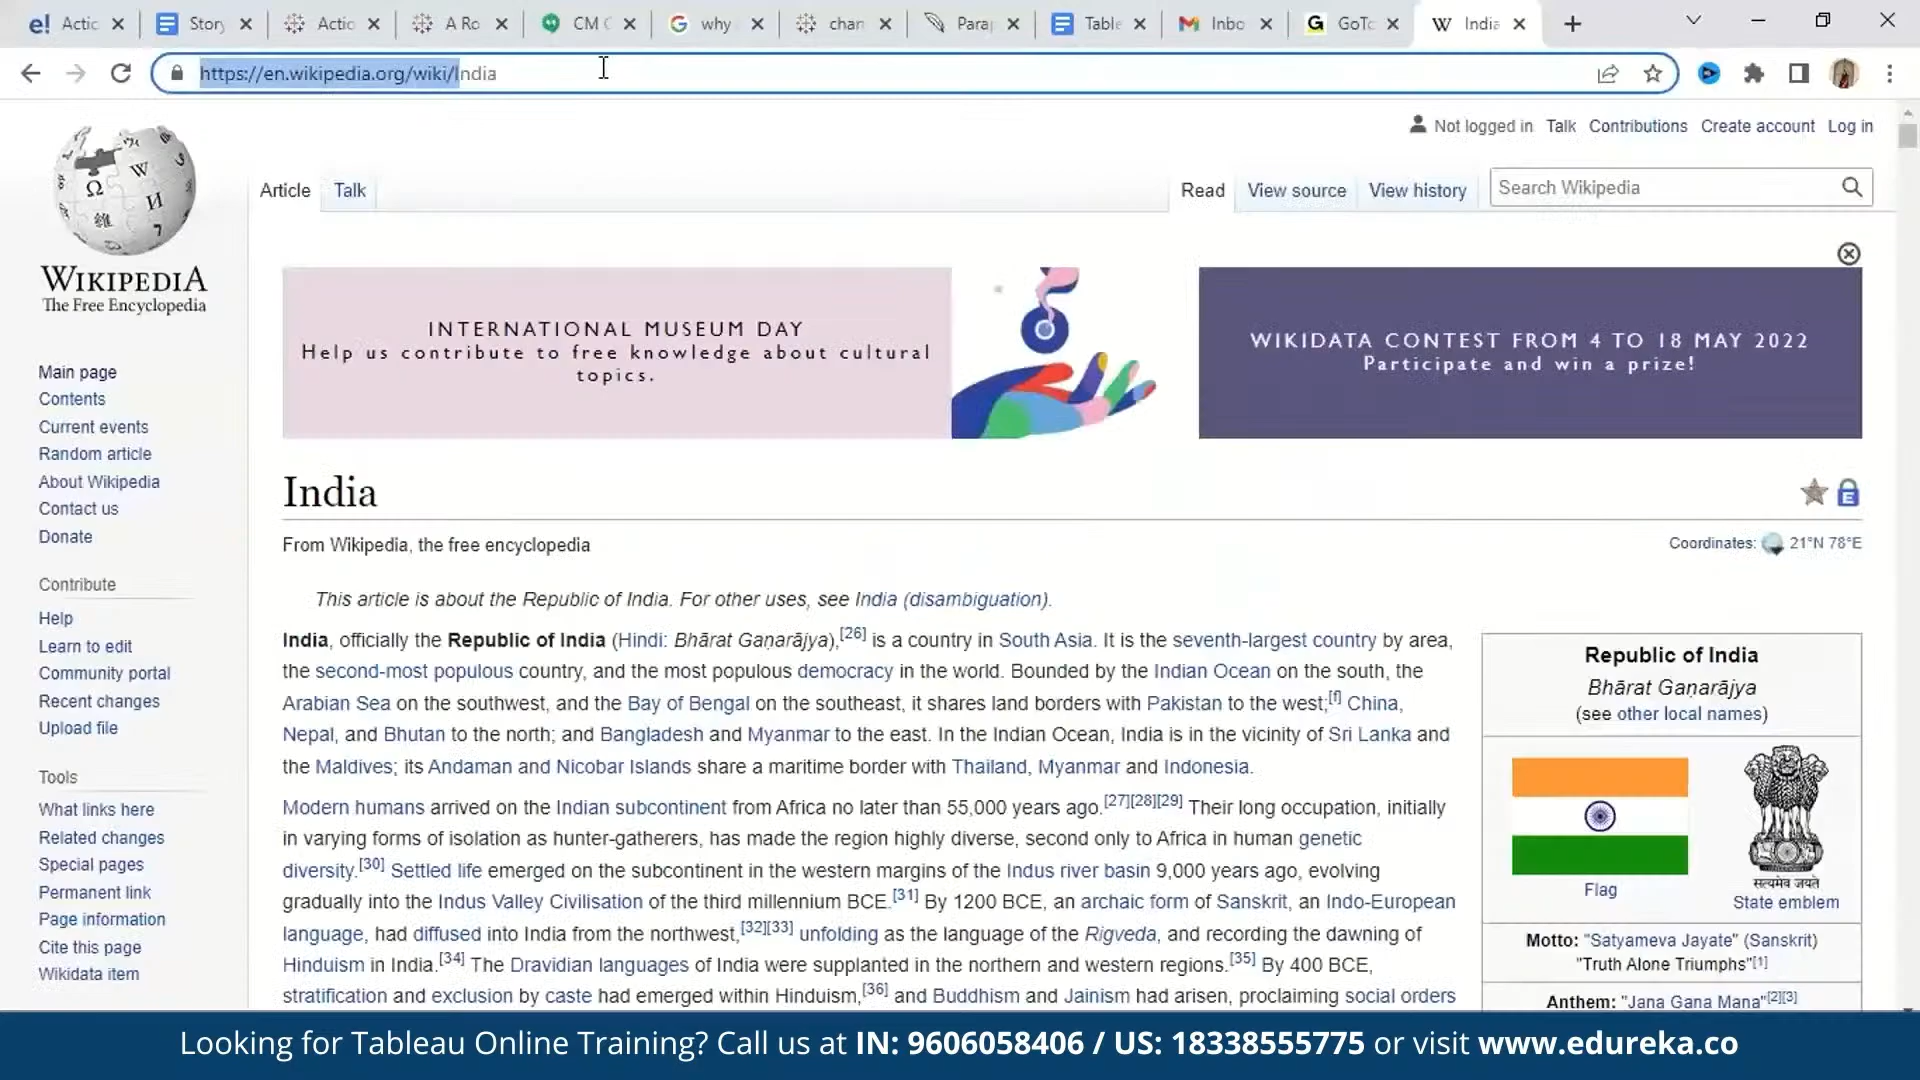 Actic
Story
Actio
A Ro
CM C
why
chan
Para
Table
Inbo
GoTo
India
https://en.wikipedia.org/wiki/India
Not logged in Talk Contributions Create account Log in
WIKIPEDIA
The Free Encyclopedia
Article Talk Read View source View history Search Wikipedia
INTERNATIONAL MUSEUM DAY
Help us contribute to free knowledge about cultural
topics.
WIKIDATA CONTEST FROM 4 TO 18 MAY 2022
Participate and win a prize!
Main page
Contents
Current events
Random article
About Wikipedia
Contact us
Donate
Contribute
Help
Learn to edit
Community portal
Recent changes
Upload file
Tools
What links here
Related changes
Special pages
Permanent link
Page information
Cite this page
Wikidata item
India
From Wikipedia, the free encyclopedia
Coordinates: 21°N 78°E
This article is about the Republic of India. For other uses, see India (disambiguation).
India, officially the Republic of India (Hindi: Bhārat Gaṇarājya),[26] is a country in South Asia. It is the seventh-largest country by area,
the second-most populous country, and the most populous democracy in the world. Bounded by the Indian Ocean on the south, the
Arabian Sea on the southwest, and the Bay of Bengal on the southeast, it shares land borders with Pakistan to the west;[f] China,
Nepal, and Bhutan to the north; and Bangladesh and Myanmar to the east. In the Indian Ocean, India is in the vicinity of Sri Lanka and
the Maldives; its Andaman and Nicobar Islands share a maritime border with Thailand, Myanmar and Indonesia.
Modern humans arrived on the Indian subcontinent from Africa no later than 55,000 years ago.[27][28][29] Their long occupation, initially
in varying forms of isolation as hunter-gatherers, has made the region highly diverse, second only to Africa in human genetic
diversity.[30] Settled life emerged on the subcontinent in the western margins of the Indus river basin 9,000 years ago, evolving
gradually into the Indus Valley Civilisation of the third millennium BCE.[31] By 1200 BCE, an archaic form of Sanskrit, an Indo-European
language, had diffused into India from the northwest,[32][33] unfolding as the language of the Rigveda, and recording the dawning of
Hinduism in India.[34] The Dravidian languages of India were supplanted in the northern and western regions.[35] By 400 BCE,
stratification and exclusion by caste had emerged within Hinduism,[36] and Buddhism and Jainism had arisen, proclaiming social orders
Republic of India
Bhārat Gaṇarājya
(see other local names)
सत्यमेव जयते
Flag
State emblem
Motto: "Satyameva Jayate" (Sanskrit)
"Truth Alone Triumphs"[1]
Anthem: "Jana Gana Mana"[2][3]
Looking for Tableau Online Training? Call us at IN: 9606058406 / US: 18338555775 or visit www.edureka.co